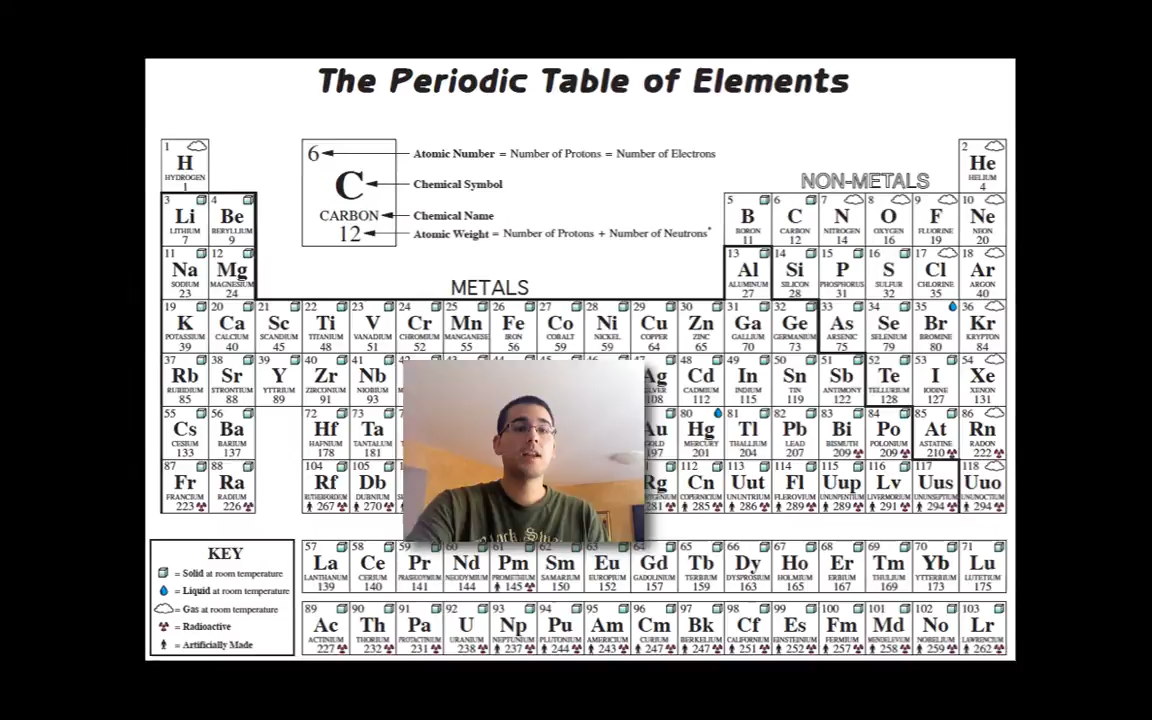 The Periodic Table of Elements
1 H HYDROGEN 1
2 He HELIUM 4
6 Atomic Number = Number of Protons = Number of Electrons
C Chemical Symbol
CARBON Chemical Name
12 Atomic Weight = Number of Protons + Number of Neutrons*
NON-METALS
METALS
3 4 5 6 7 8 9 10
Li Be B C N O F Ne
LITHIUM BERYLLIUM BORON CARBON NITROGEN OXYGEN FLUORINE NEON
7 9 11 12 14 16 19 20
11 12 13 14 15 16 17 18
Na Mg Al Si P S Cl Ar
SODIUM MAGNESIUM ALUMINUM SILICON PHOSPHORUS SULFUR CHLORINE ARGON
23 24 27 28 31 32 35 40
19 20 21 22 23 24 25 26 27 28 29 30 31 32 33 34 35 36
K Ca Sc Ti V Cr Mn Fe Co Ni Cu Zn Ga Ge As Se Br Kr
POTASSIUM CALCIUM SCANDIUM TITANIUM VANADIUM CHROMIUM MANGANESE IRON COBALT NICKEL COPPER ZINC GALLIUM GERMANIUM ARSENIC SELENIUM BROMINE KRYPTON
39 40 45 48 51 52 55 56 59 59 64 65 70 73 75 79 80 84
37 38 39 40 41 48 49 50 51 52 53 54
Rb Sr Y Zr Nb Ag Cd In Sn Sb Te I Xe
RUBIDIUM STRONTIUM YTTRIUM ZIRCONIUM NIOBIUM CADMIUM INDIUM TIN ANTIMONY TELLURIUM IODINE XENON
85 88 89 91 93 108 112 115 119 122 128 127 131
55 56 72 73 80 81 82 83 84 85 86
Cs Ba Hf Ta Au Hg Tl Pb Bi Po At Rn
CESIUM BARIUM HAFNIUM TANTALUM MERCURY THALLIUM LEAD BISMUTH POLONIUM ASTATINE RADON
133 137 178 181 197 201 204 207 209 209 210 222
87 88 104 105 112 113 114 115 116 117 118
Fr Ra Rf Db Rg Cn Uut Fl Uup Lv Uus Uuo
FRANCIUM RADIUM RUTHERFORDIUM DUBNIUM COPERNICIUM UNUNTRIUM FLEROVIUM UNUNPENTIUM LIVERMORIUM UNUNSEPTIUM UNUNOCTIUM
223 226 267 270 281 285 286 289 289 291 294 294
KEY
= Solid at room temperature
= Liquid at room temperature
= Gas at room temperature
= Radioactive
= Artificially Made
57 58 59 60 61 62 63 64 65 66 67 68 69 70 71
La Ce Pr Nd Pm Sm Eu Gd Tb Dy Ho Er Tm Yb Lu
LANTHANUM CERIUM PRASEODYMIUM NEODYMIUM PROMETHIUM SAMARIUM EUROPIUM GADOLINIUM TERBIUM DYSPROSIUM HOLMIUM ERBIUM THULIUM YTTERBIUM LUTETIUM
139 140 141 144 145 150 152 157 159 163 165 167 169 173 175
89 90 91 92 93 94 95 96 97 98 99 100 101 102 103
Ac Th Pa U Np Pu Am Cm Bk Cf Es Fm Md No Lr
ACTINIUM THORIUM PROTACTINIUM URANIUM NEPTUNIUM PLUTONIUM AMERICIUM CURIUM BERKELIUM CALIFORNIUM EINSTEINIUM FERMIUM MENDELEVIUM NOBELIUM LAWRENCIUM
227 232 231 238 237 244 243 247 247 251 252 257 258 259 262